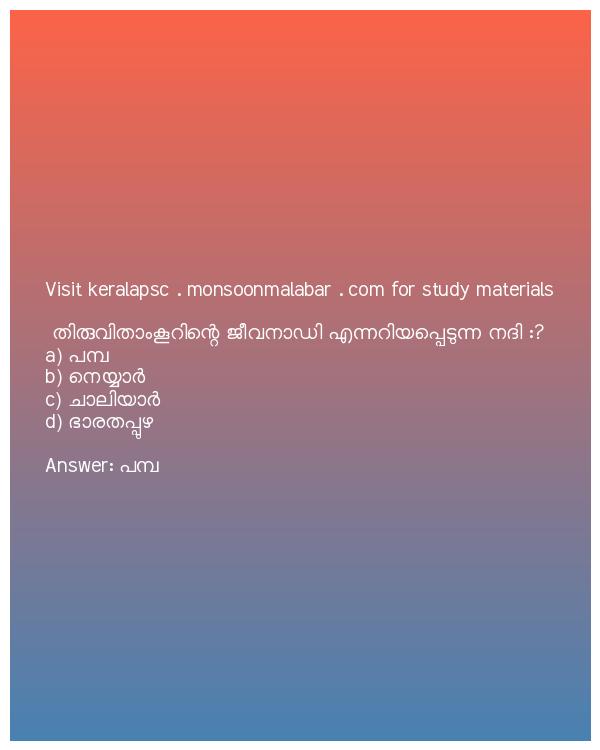 Visit keralapsc . monsoonmalabar . com for study materials
തിരുവിതാംകൂറിന്റെ ജീവനാഡി എന്നറിയപ്പെടുന്ന നദി :?
a) പമ്പ
b) നെയ്യാർ
c) ചാലിയാർ
d) ഭാരതപ്പുഴ
Answer: പമ്പ